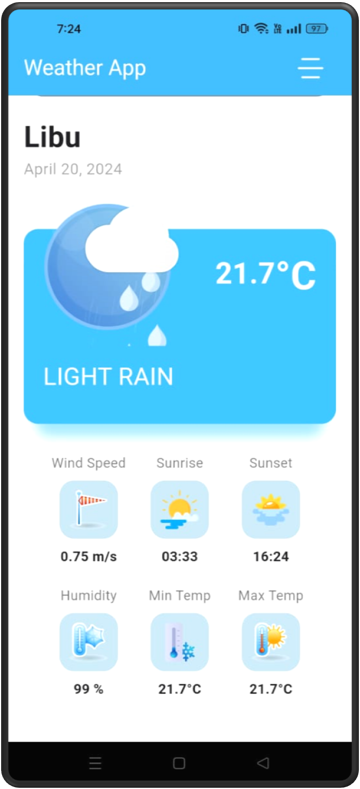 7:24
97
Weather App
Libu
April 20, 2024
21.7°C
LIGHT RAIN
Wind Speed Sunrise Sunset
0.75 m/s 03:33 16:24
Humidity Min Temp Max Temp
99 % 21.7°C 21.7°C